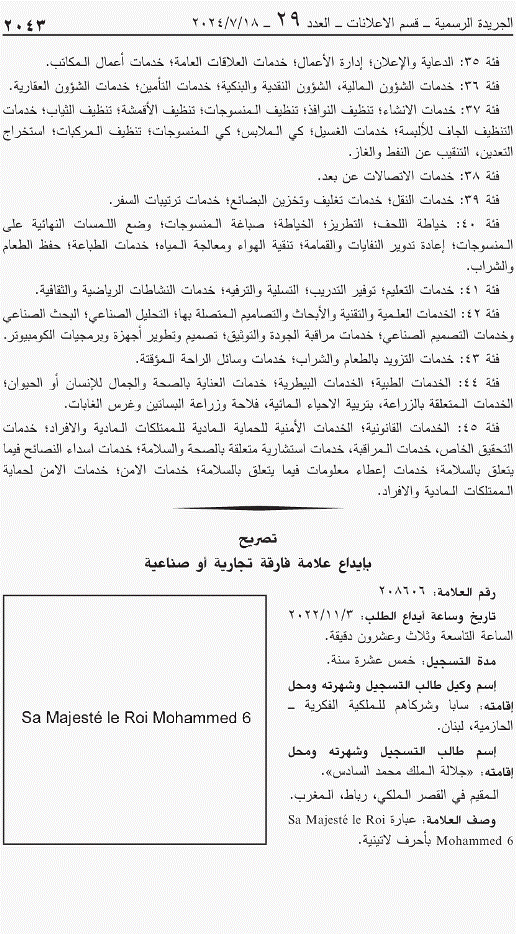 الجريدة الرسمية – قسم الاعلانات – العدد ٢٩ – ٢٠٢٤/٧/١٨ ٢٠٤٣
فئة ٣٥: الدعاية والإعلان؛ إدارة الأعمال؛ خدمات العلاقات العامة؛ خدمات أعمال المكاتب.
فئة ٣٦: خدمات الشؤون المالية، الشؤون النقدية والبنكية؛ خدمات التأمين؛ خدمات الشؤون العقارية.
فئة ٣٧: خدمات الانشاء؛ تنظيف النوافذ؛ تنظيف المنسوجات؛ تنظيف الأقمشة؛ تنظيف الثياب؛ خدمات
التنظيف الجاف للألبسة؛ خدمات الغسيل؛ كي الملابس؛ كي المنسوجات؛ تنظيف المركبات؛ استخراج
التعدين، التنقيب عن النفط والغاز.
فئة ٣٨: خدمات الاتصالات عن بعد.
فئة ٣٩: خدمات النقل؛ خدمات تغليف وتخزين البضائع؛ خدمات ترتيبات السفر.
فئة ٤٠: خياطة اللحف؛ التطريز؛ الخياطة؛ صباغة المنسوجات؛ وضع اللمسات النهائية على
المنسوجات؛ إعادة تدوير النفايات والقمامة؛ تنقية الهواء ومعالجة المياه؛ خدمات الطباعة؛ حفظ الطعام
والشراب.
فئة ٤١: خدمات التعليم؛ توفير التدريب؛ التسلية والترفيه؛ خدمات النشاطات الرياضية والثقافية.
فئة ٤٢: الخدمات العلمية والتقنية والأبحاث والتصاميم المتصلة بها؛ التحليل الصناعي؛ البحث الصناعي
وخدمات التصميم الصناعي؛ خدمات مراقبة الجودة والتوثيق؛ تصميم وتطوير أجهزة وبرمجيات الكومبيوتر.
فئة ٤٣: خدمات التزويد بالطعام والشراب؛ خدمات وسائل الراحة المؤقتة.
فئة ٤٤: الخدمات الطبية؛ الخدمات البيطرية؛ خدمات العناية بالصحة والجمال للإنسان أو الحيوان؛
الخدمات المتعلقة بالزراعة، بتربية الاحياء المائية، فلاحة وزراعة البساتين وغرس الغابات.
فئة ٤٥: الخدمات القانونية؛ الخدمات الأمنية للحماية المادية للممتلكات المادية والافراد؛ خدمات
التحقيق الخاص، خدمات المراقبة، خدمات استشارية متعلقة بالصحة والسلامة؛ خدمات اسداء النصائح فيما
يتعلق بالسلامة؛ خدمات إعطاء معلومات فيما يتعلق بالسلامة؛ خدمات الامن؛ خدمات الامن لحماية
الممتلكات المادية والافراد.
تصريح
بإيداع علامة فارقة تجارية أو صناعية
رقم العلامة: ٢٠٨٦٠٦
تاريخ وساعة أيداع الطلب: ٢٠٢٢/١١/٣
الساعة التاسعة وثلاث وعشرون دقيقة.
مدة التسجيل: خمس عشرة سنة.
إسم وكيل طالب التسجيل وشهرته ومحل
إقامته: سابا وشركاهم للملكية الفكرية –
الحازمية، لبنان.
إسم طالب التسجيل وشهرته ومحل
إقامته: «جلالة الملك محمد السادس».
المقيم في القصر الملكي، رباط، المغرب.
وصف العلامة: عبارة Sa Majesté le Roi
Mohammed 6 بأحرف لاتينية.
Sa Majesté le Roi Mohammed 6